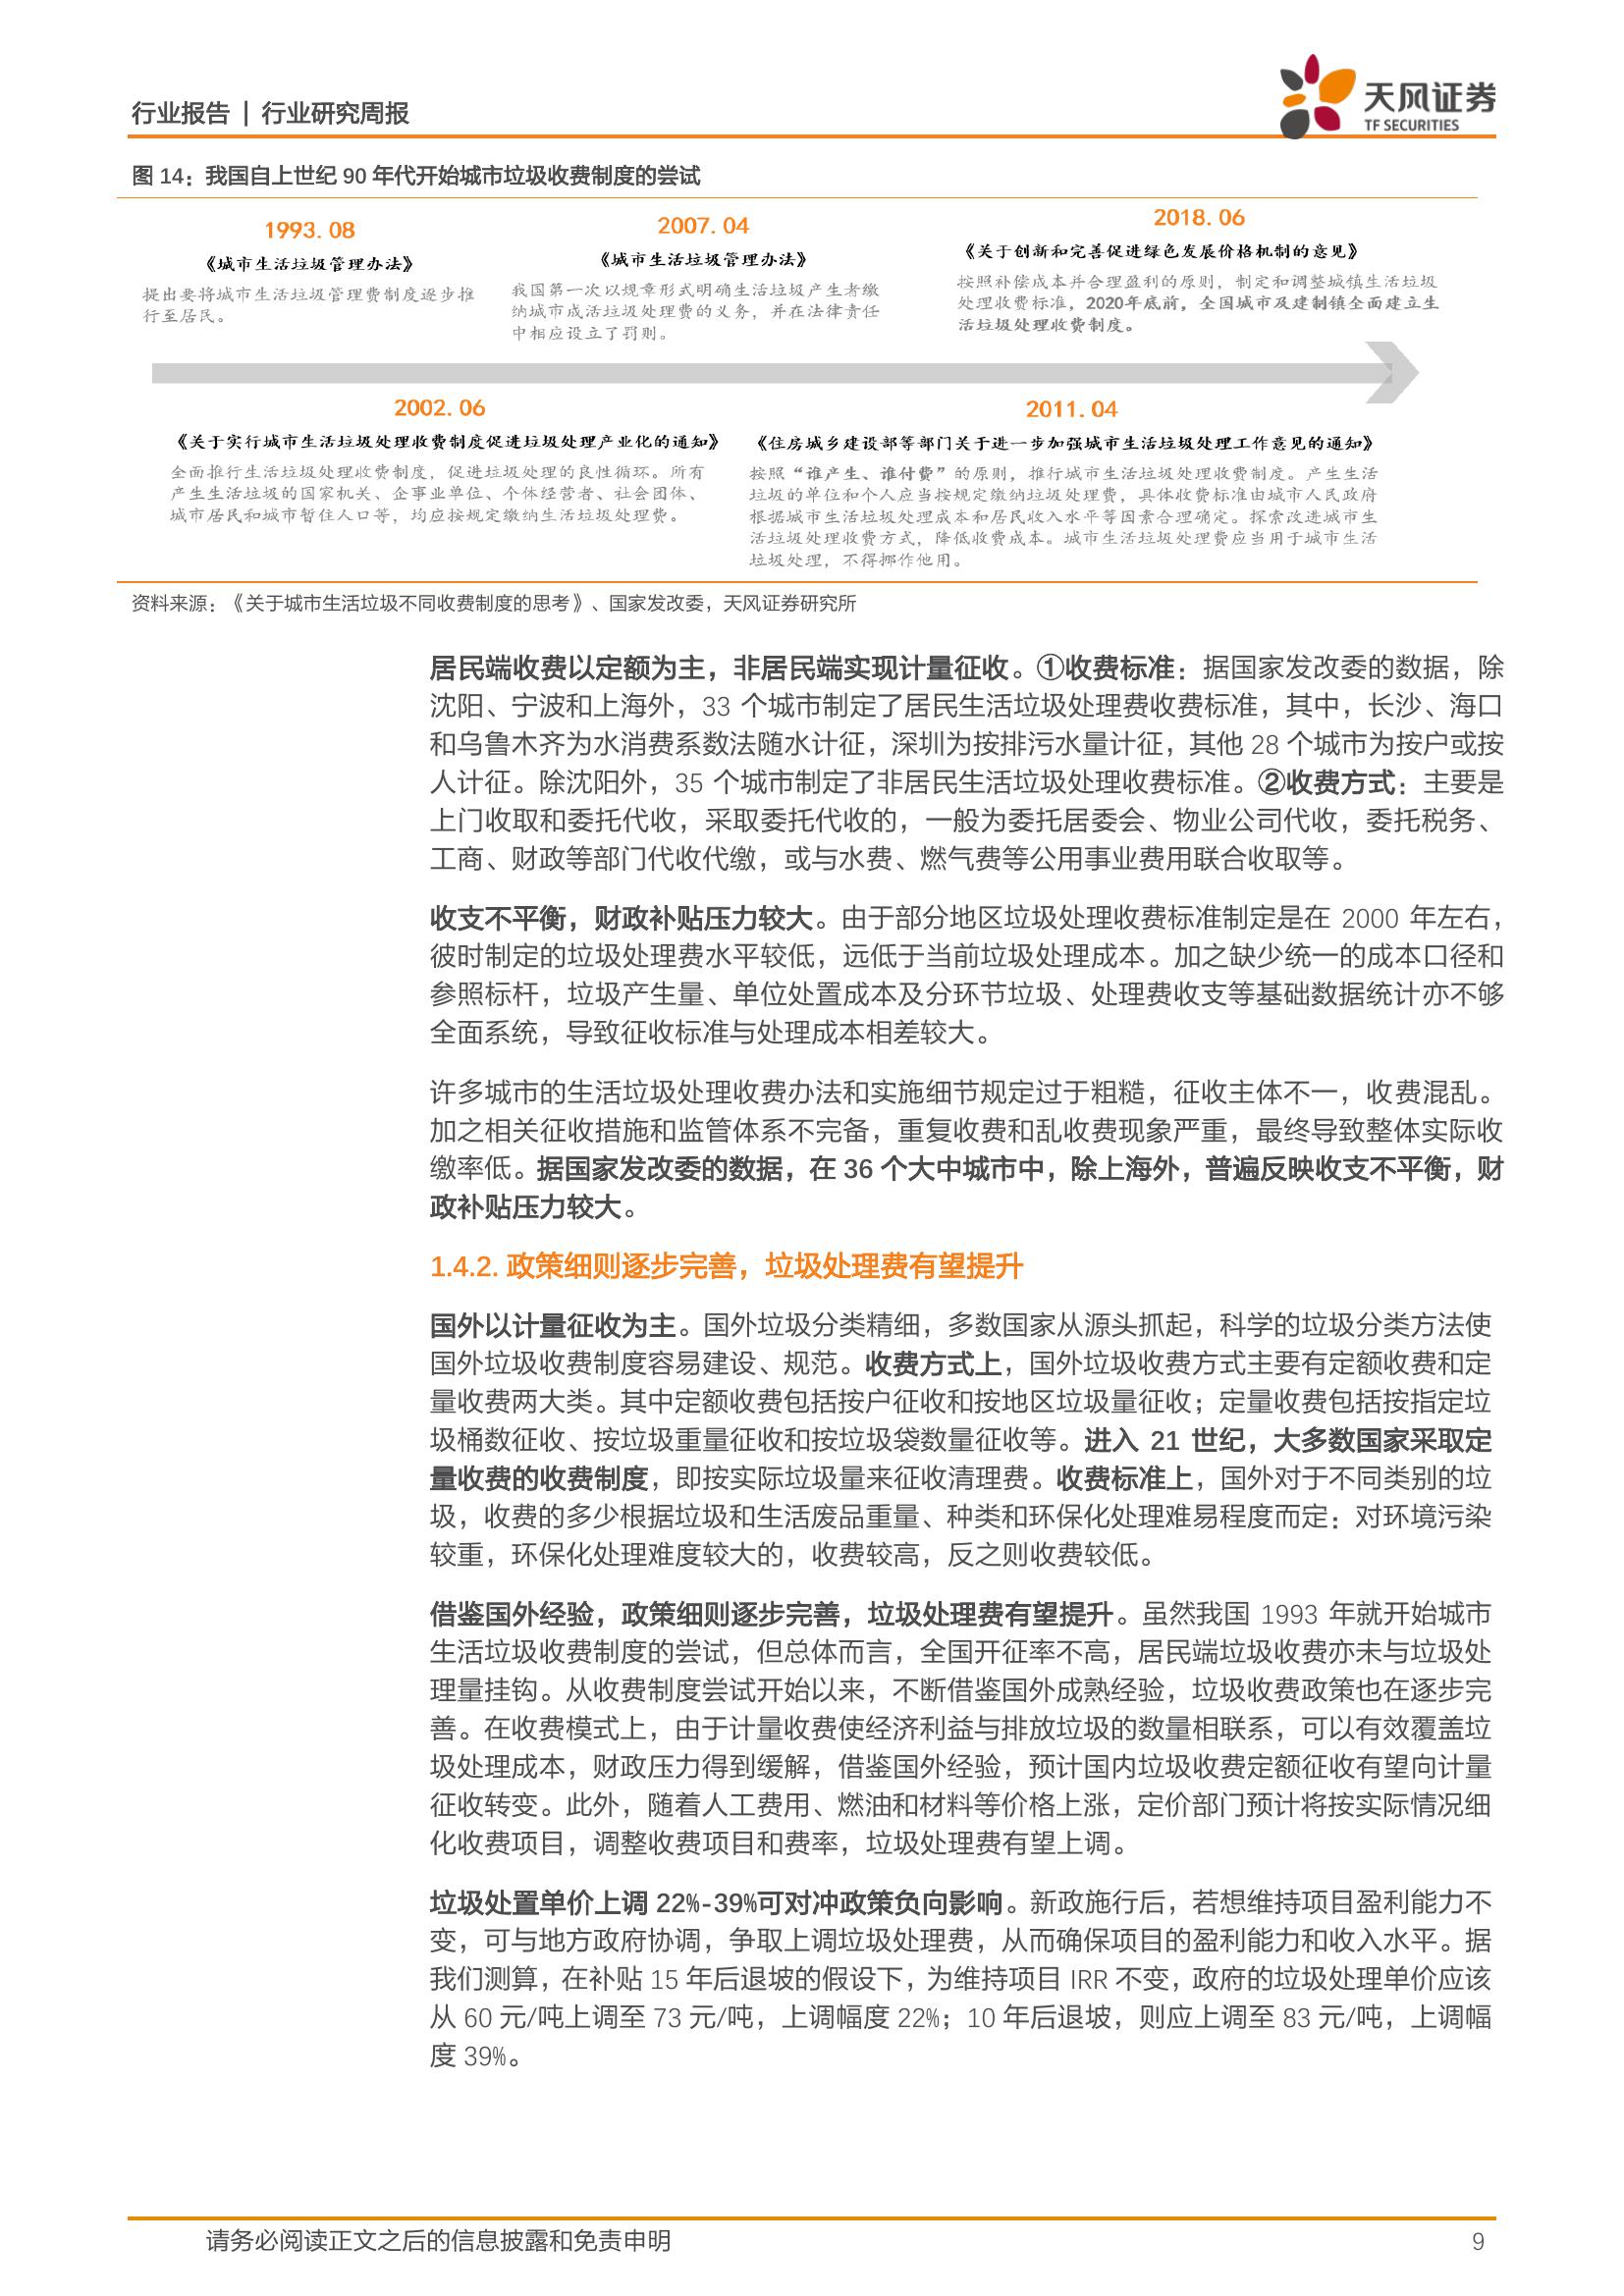 行业报告 | 行业研究周报
天风证券
TF SECURITIES
图 14：我国自上世纪 90 年代开始城市垃圾收费制度的尝试
1993. 08
《城市生活垃圾管理办法》
提出要将城市生活垃圾管理费制度逐步推
行至居民。
2007. 04
《城市生活垃圾管理办法》
我国第一次以规章形式明确生活垃圾产生者缴
纳城市成活垃圾处理费的义务，并在法律责任
中相应设立了罚则。
2018. 06
《关于创新和完善促进绿色发展价格机制的意见》
按照补偿成本并合理盈利的原则，制定和调整城镇生活垃圾
处理收费标准，2020年底前，全国城市及建制镇全面建立生
活垃圾处理收费制度。
2002. 06
《关于实行城市生活垃圾处理收费制度促进垃圾处理产业化的通知》
全面推行生活垃圾处理收费制度，促进垃圾处理的良性循环。所有
产生生活垃圾的国家机关、企事业单位、个体经营者、社会团体、
城市居民和城市暂住人口等，均应按规定缴纳生活垃圾处理费。
2011. 04
《住房城乡建设部等部门关于进一步加强城市生活垃圾处理工作意见的通知》
按照“谁产生、谁付费”的原则，推行城市生活垃圾处理收费制度。产生生活
垃圾的单位和个人应当按规定缴纳垃圾处理费，具体收费标准由城市人民政府
根据城市生活垃圾处理成本和居民收入水平等因素合理确定。探索改进城市生
活垃圾处理收费方式，降低收费成本。城市生活垃圾处理费应当用于城市生活
垃圾处理，不得挪作他用。
资料来源：《关于城市生活垃圾不同收费制度的思考》、国家发改委，天风证券研究所
居民端收费以定额为主，非居民端实现计量征收。①收费标准：据国家发改委的数据，除
沈阳、宁波和上海外，33 个城市制定了居民生活垃圾处理费收费标准，其中，长沙、海口
和乌鲁木齐为水消费系数法随水计征，深圳为按排污水量计征，其他 28 个城市为按户或按
人计征。除沈阳外，35 个城市制定了非居民生活垃圾处理收费标准。②收费方式：主要是
上门收取和委托代收，采取委托代收的，一般为委托居委会、物业公司代收，委托税务、
工商、财政等部门代收代缴，或与水费、燃气费等公用事业费用联合收取等。
收支不平衡，财政补贴压力较大。由于部分地区垃圾处理收费标准制定是在 2000 年左右，
彼时制定的垃圾处理费水平较低，远低于当前垃圾处理成本。加之缺少统一的成本口径和
参照标杆，垃圾产生量、单位处置成本及分环节垃圾、处理费收支等基础数据统计亦不够
全面系统，导致征收标准与处理成本相差较大。
许多城市的生活垃圾处理收费办法和实施细节规定过于粗糙，征收主体不一，收费混乱。
加之相关征收措施和监管体系不完备，重复收费和乱收费现象严重，最终导致整体实际收
缴率低。据国家发改委的数据，在 36 个大中城市中，除上海外，普遍反映收支不平衡，财
政补贴压力较大。
1.4.2. 政策细则逐步完善，垃圾处理费有望提升
国外以计量征收为主。国外垃圾分类精细，多数国家从源头抓起，科学的垃圾分类方法使
国外垃圾收费制度容易建设、规范。收费方式上，国外垃圾收费方式主要有定额收费和定
量收费两大类。其中定额收费包括按户征收和按地区垃圾量征收；定量收费包括按指定垃
圾桶数征收、按垃圾重量征收和按垃圾袋数量征收等。进入 21 世纪，大多数国家采取定
量收费的收费制度，即按实际垃圾量来征收清理费。收费标准上，国外对于不同类别的垃
圾，收费的多少根据垃圾和生活废品重量、种类和环保化处理难易程度而定：对环境污染
较重，环保化处理难度较大的，收费较高，反之则收费较低。
借鉴国外经验，政策细则逐步完善，垃圾处理费有望提升。虽然我国 1993 年就开始城市
生活垃圾收费制度的尝试，但总体而言，全国开征率不高，居民端垃圾收费亦未与垃圾处
理量挂钩。从收费制度尝试开始以来，不断借鉴国外成熟经验，垃圾收费政策也在逐步完
善。在收费模式上，由于计量收费使经济利益与排放垃圾的数量相联系，可以有效覆盖垃
圾处理成本，财政压力得到缓解，借鉴国外经验，预计国内垃圾收费定额征收有望向计量
征收转变。此外，随着人工费用、燃油和材料等价格上涨，定价部门预计将按实际情况细
化收费项目，调整收费项目和费率，垃圾处理费有望上调。
垃圾处置单价上调 22%-39%可对冲政策负向影响。新政施行后，若想维持项目盈利能力不
变，可与地方政府协调，争取上调垃圾处理费，从而确保项目的盈利能力和收入水平。据
我们测算，在补贴 15 年后退坡的假设下，为维持项目 IRR 不变，政府的垃圾处理单价应该
从 60 元/吨上调至 73 元/吨，上调幅度 22%；10 年后退坡，则应上调至 83 元/吨，上调幅
度 39%。
请务必阅读正文之后的信息披露和免责申明
9